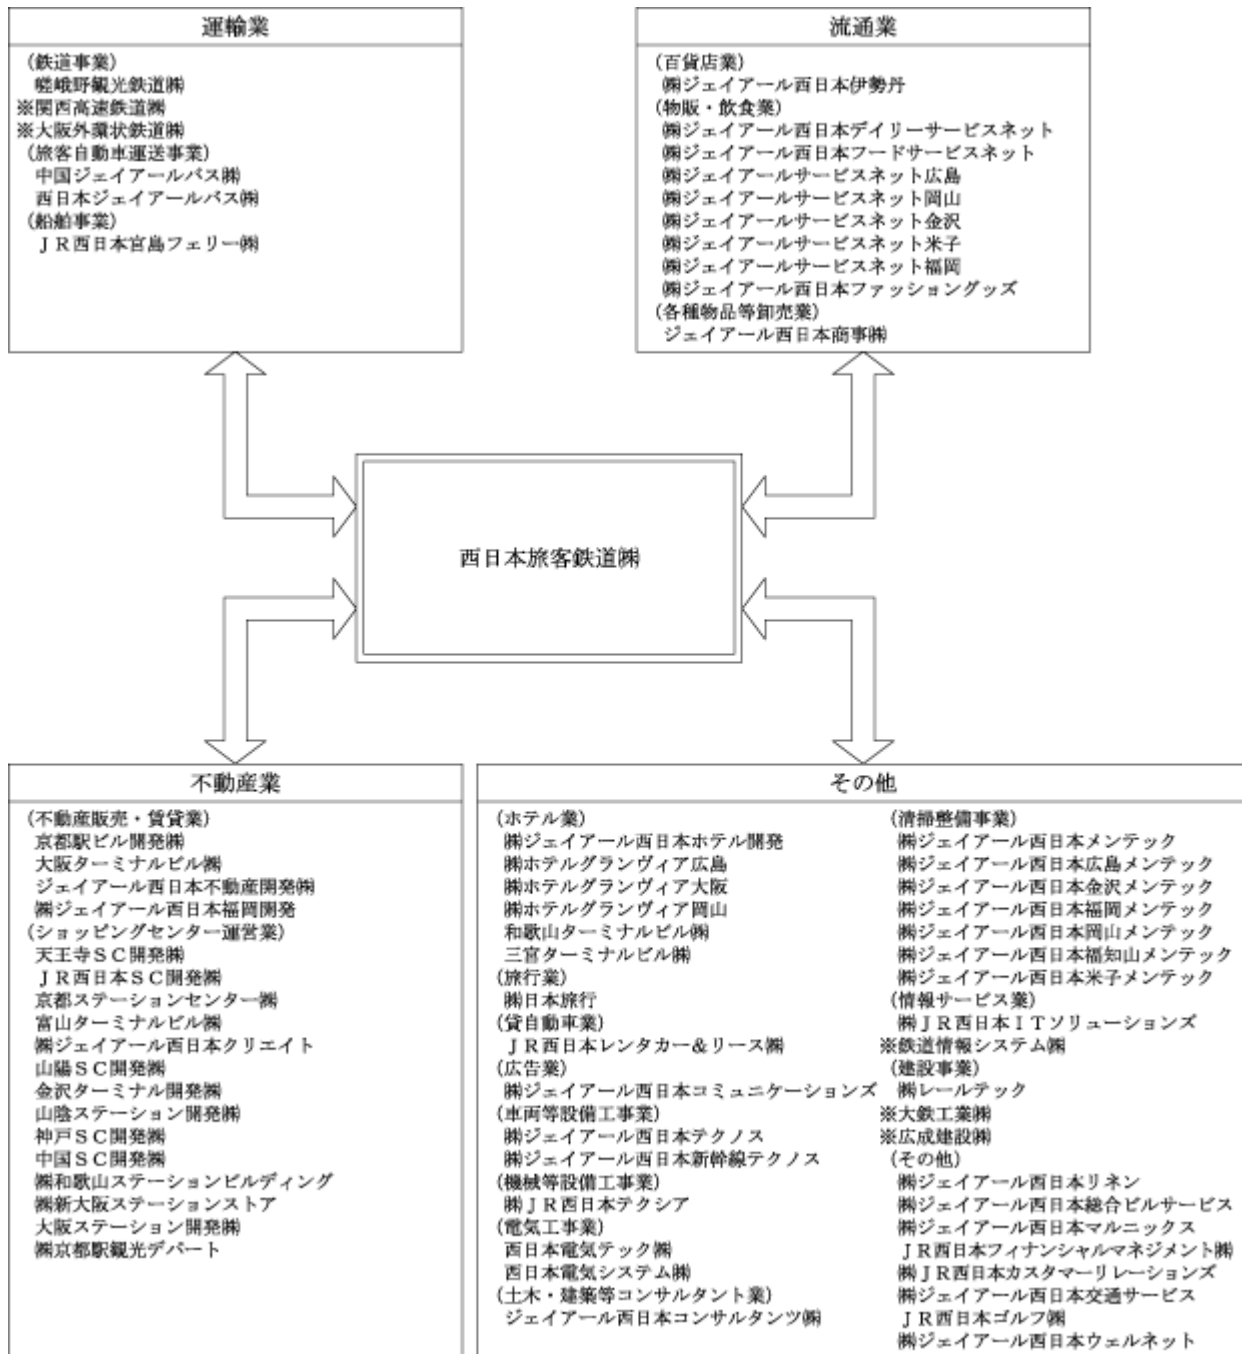 運輸業
(鉄道事業)
嵯峨野観光鉄道㈱
※関西高速鉄道㈱
※大阪外環状鉄道㈱
(旅客自動車運送事業)
中国ジェイアールバス㈱
西日本ジェイアールバス㈱
(船舶事業)
ＪＲ西日本宮島フェリー㈱
流通業
(百貨店業)
㈱ジェイアール西日本伊勢丹
(物販・飲食業)
㈱ジェイアール西日本デイリーサービスネット
㈱ジェイアール西日本フードサービスネット
㈱ジェイアールサービスネット広島
㈱ジェイアールサービスネット岡山
㈱ジェイアールサービスネット金沢
㈱ジェイアールサービスネット米子
㈱ジェイアールサービスネット福岡
㈱ジェイアール西日本ファッショングッズ
(各種物品等卸売業)
ジェイアール西日本商事㈱
西日本旅客鉄道㈱
不動産業
(不動産販売・賃貸業)
京都駅ビル開発㈱
大阪ターミナルビル㈱
ジェイアール西日本不動産開発㈱
㈱ジェイアール西日本福岡開発
(ショッピングセンター運営業)
天王寺ＳＣ開発㈱
ＪＲ西日本ＳＣ開発㈱
京都ステーションセンター㈱
富山ターミナルビル㈱
㈱ジェイアール西日本クリエイト
山陽ＳＣ開発㈱
金沢ターミナル開発㈱
山陰ステーション開発㈱
神戸ＳＣ開発㈱
中国ＳＣ開発㈱
㈱和歌山ステーションビルディング
㈱新大阪ステーションストア
大阪ステーション開発㈱
㈱京都駅観光デパート
その他
(ホテル業)
㈱ジェイアール西日本ホテル開発
㈱ホテルグランヴィア広島
㈱ホテルグランヴィア大阪
㈱ホテルグランヴィア岡山
和歌山ターミナルビル㈱
三宮ターミナルビル㈱
(旅行業)
㈱日本旅行
(貸自動車業)
ＪＲ西日本レンタカー＆リース㈱
(広告業)
㈱ジェイアール西日本コミュニケーションズ
(車両等設備工事業)
㈱ジェイアール西日本テクノス
㈱ジェイアール西日本新幹線テクノス
(機械等設備工事業)
㈱ＪＲ西日本テクシア
(電気工事業)
西日本電気テック㈱
西日本電気システム㈱
(土木・建築等コンサルタント業)
ジェイアール西日本コンサルタンツ㈱
(清掃整備事業)
㈱ジェイアール西日本メンテック
㈱ジェイアール西日本広島メンテック
㈱ジェイアール西日本金沢メンテック
㈱ジェイアール西日本福岡メンテック
㈱ジェイアール西日本岡山メンテック
㈱ジェイアール西日本福知山メンテック
㈱ジェイアール西日本米子メンテック
(情報サービス業)
㈱ＪＲ西日本ＩＴソリューションズ
※鉄道情報システム㈱
(建設事業)
㈱レールテック
※大鉄工業㈱
※広成建設㈱
(その他)
㈱ジェイアール西日本リネン
㈱ジェイアール西日本総合ビルサービス
㈱ジェイアール西日本マルニックス
ＪＲ西日本フィナンシャルマネジメント㈱
㈱ＪＲ西日本カスタマーリレーションズ
㈱ジェイアール西日本交通サービス
ＪＲ西日本ゴルフ㈱
㈱ジェイアール西日本ウェルネット